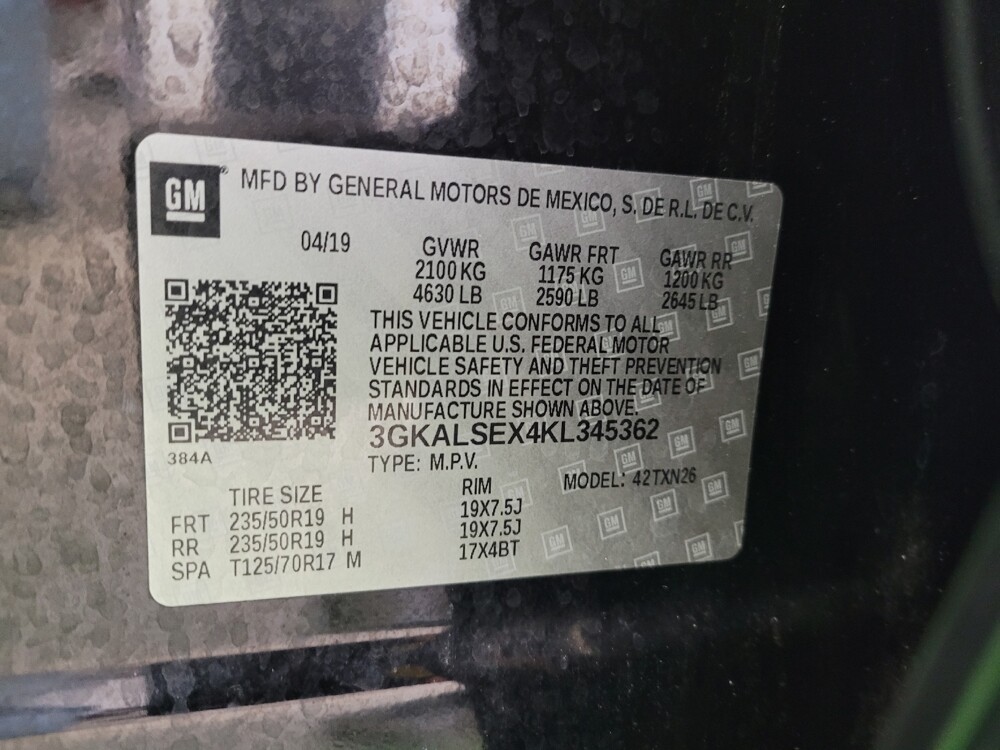 GM
MFD BY GENERAL MOTORS DE MEXICO, S. DE R.L. DE C.V.
04/19 GVWR GAWR FRT GAWR RR
2100 KG 1175 KG 1200 KG
4630 LB 2590 LB 2645 LB
THIS VEHICLE CONFORMS TO ALL
APPLICABLE U.S. FEDERAL MOTOR
VEHICLE SAFETY AND THEFT PREVENTION
STANDARDS IN EFFECT ON THE DATE OF
MANUFACTURE SHOWN ABOVE.
3GKALSEX4KL345362
384A
TYPE: M.P.V. MODEL: 42TXN26
TIRE SIZE RIM
FRT 235/50R19 H 19X7.5J
RR 235/50R19 H 19X7.5J
SPA T125/70R17 M 17X4BT